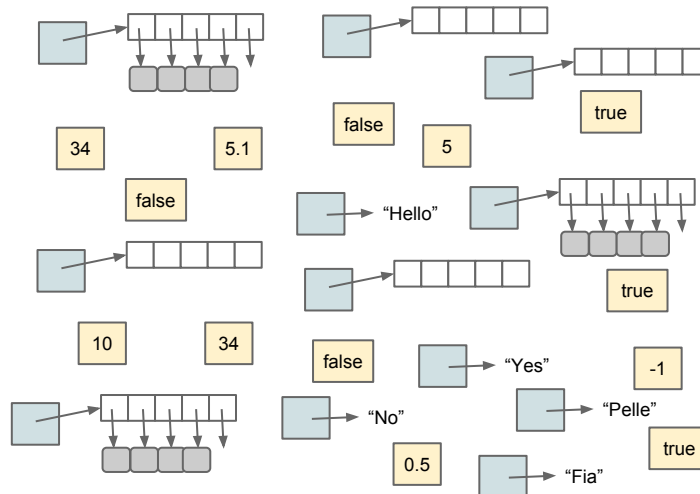 false
true
34
5.1
5
false
“Hello”
true
10
34
false
“Yes”
-1
“No”
“Pelle”
true
0.5
“Fia”